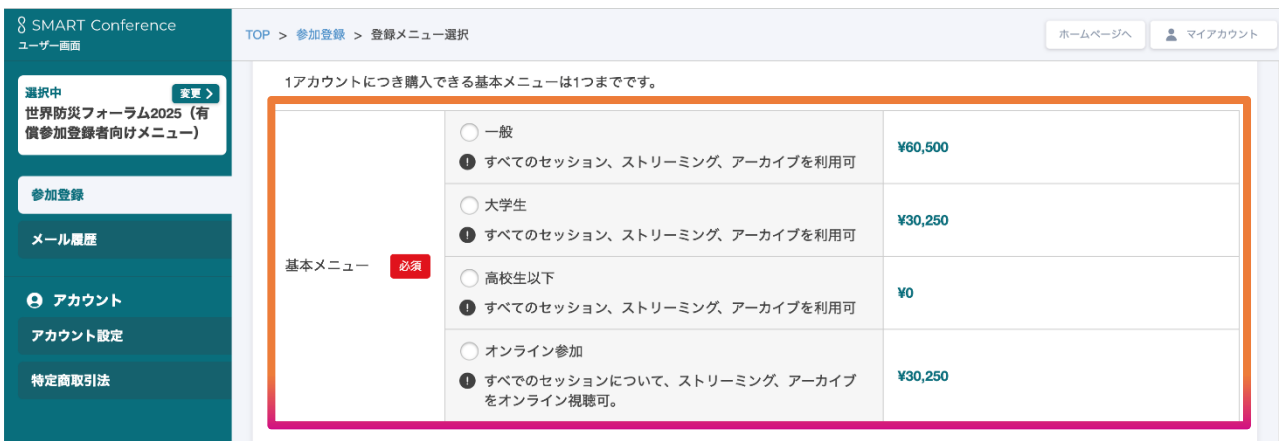 SMART Conference
ユーザー画面
TOP > 参加登録 > 登録メニュー選択
ホームページへ
マイアカウント
選択中
変更 >
世界防災フォーラム2025（有
償参加登録者向けメニュー）
参加登録
メール履歴
アカウント
アカウント設定
特定商取引法
1アカウントにつき購入できる基本メニューは1つまでです。
基本メニュー 必須
一般
すべてのセッション、ストリーミング、アーカイブを利用可
¥60,500
大学生
すべてのセッション、ストリーミング、アーカイブを利用可
¥30,250
高校生以下
すべてのセッション、ストリーミング、アーカイブを利用可
¥0
オンライン参加
すべでのセッションについて、ストリーミング、アーカイブ
をオンライン視聴可。
¥30,250